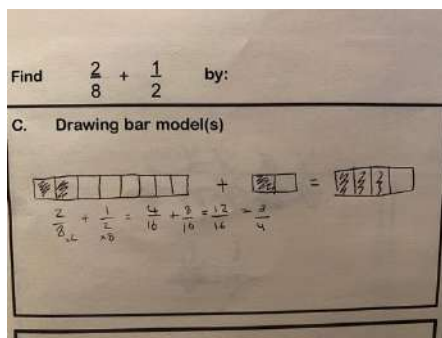 Find 2/8 + 1/2 by:
C. Drawing bar model(s)
+ =
2/8 + 1/2 = 4/16 + 8/16 = 12/16 = 3/4
×8